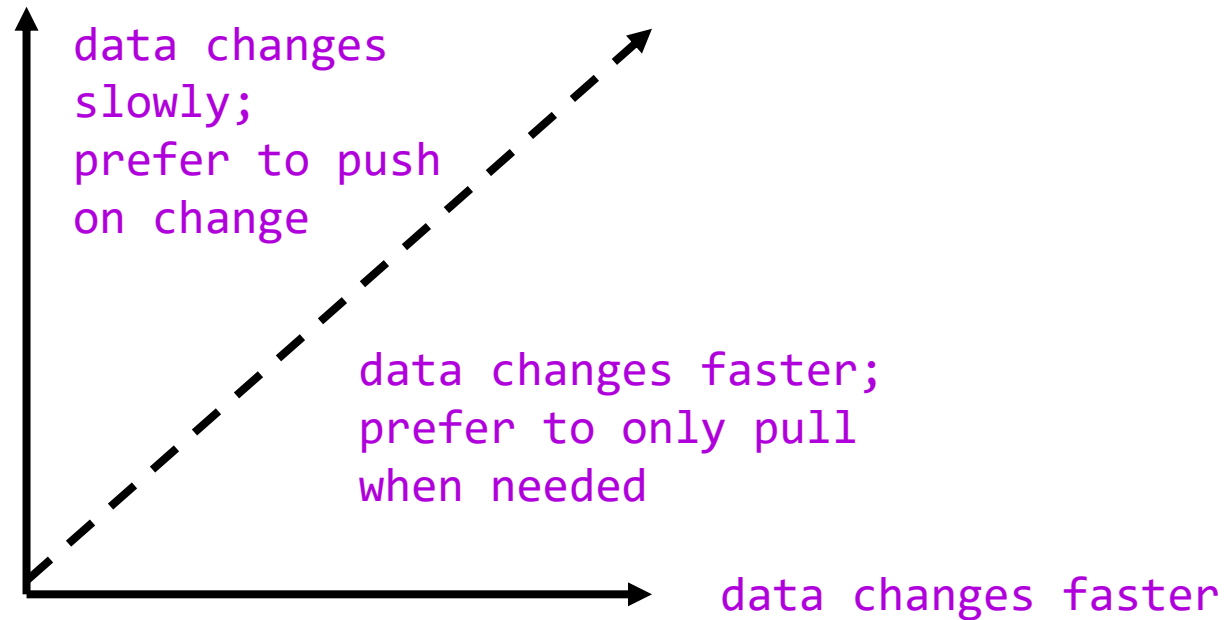 data changes
slowly;
prefer to push
on change
data changes faster;
prefer to only pull
when needed
data changes faster